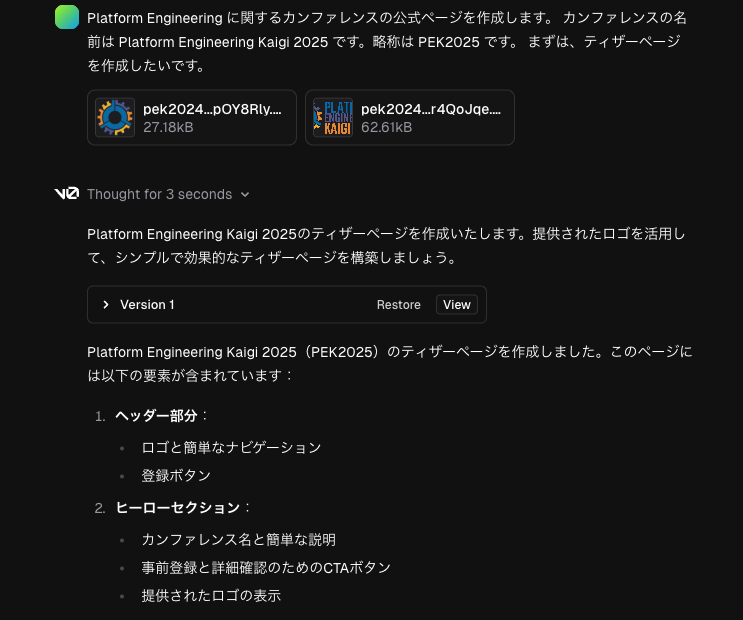 Platform Engineering に関するカンファレンスの公式ページを作成します。 カンファレンスの名
前は Platform Engineering Kaigi 2025 です。略称は PEK2025 です。 まずは、ティザーページ
を作成したいです。
pek2024...pOY8Rly....
27.18kB
PLATF
ENGINE
KAIGI
pek2024...r4QoJqe....
62.61kB
v0 Thought for 3 seconds
Platform Engineering Kaigi 2025のティザーページを作成いたします。提供されたロゴを活用し
て、シンプルで効果的なティザーページを構築しましょう。
Version 1 Restore View
Platform Engineering Kaigi 2025（PEK2025）のティザーページを作成しました。このページに
は以下の要素が含まれています：
1. ヘッダー部分：
• ロゴと簡単なナビゲーション
• 登録ボタン
2. ヒーローセクション：
• カンファレンス名と簡単な説明
• 事前登録と詳細確認のためのCTAボタン
• 提供されたロゴの表示